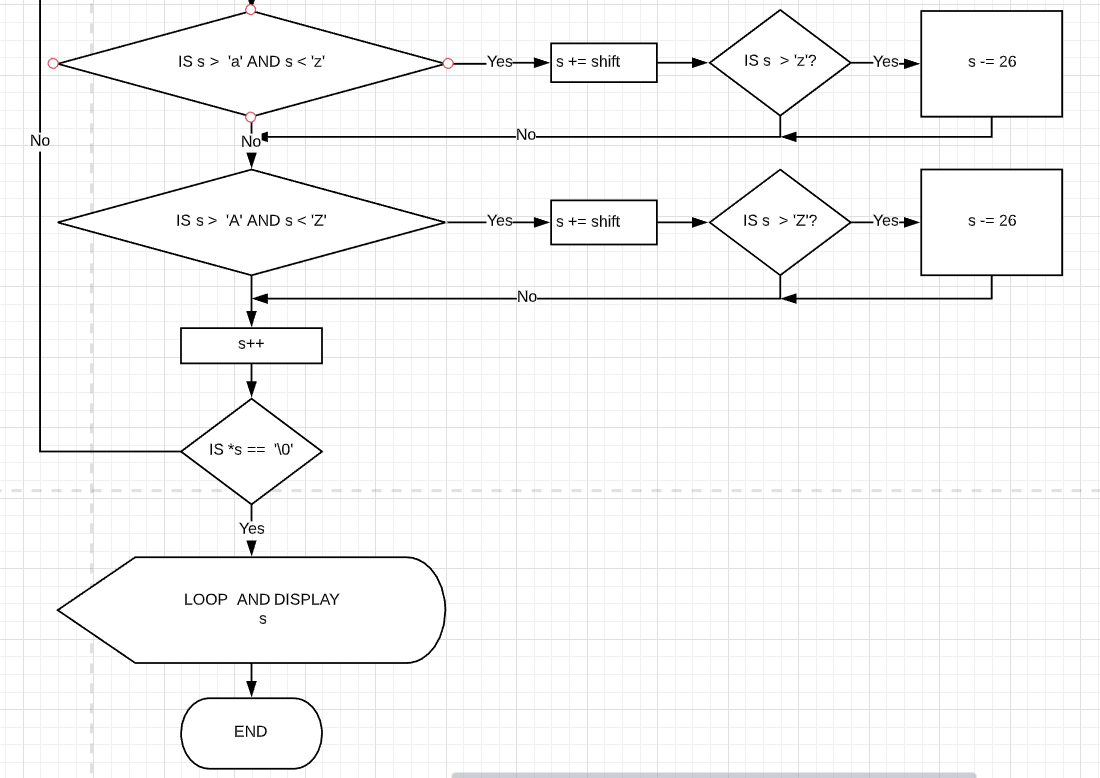 IS s > 'a' AND s < 'z'
Yes
s += shift
IS s > 'z'?
Yes
s -= 26
No
No
No
IS s > 'A' AND s < 'Z'
Yes
s += shift
IS s > 'Z'?
Yes
s -= 26
No
s++
IS *s == '\0'
Yes
LOOP AND DISPLAY
s
END